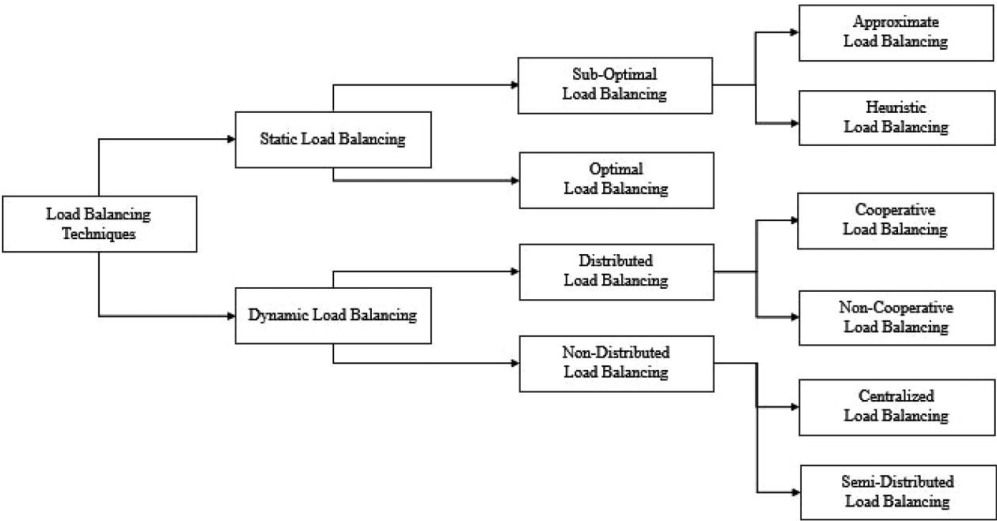 Approximate
Load Balancing
Sub-Optimal
Load Balancing
Heuristic
Load Balancing
Static Load Balancing
Optimal
Load Balancing
Load Balancing
Techniques
Cooperative
Load Balancing
Distributed
Load Balancing
Dynamic Load Balancing
Non-Cooperative
Load Balancing
Non-Distributed
Load Balancing
Centralized
Load Balancing
Semi-Distributed
Load Balancing